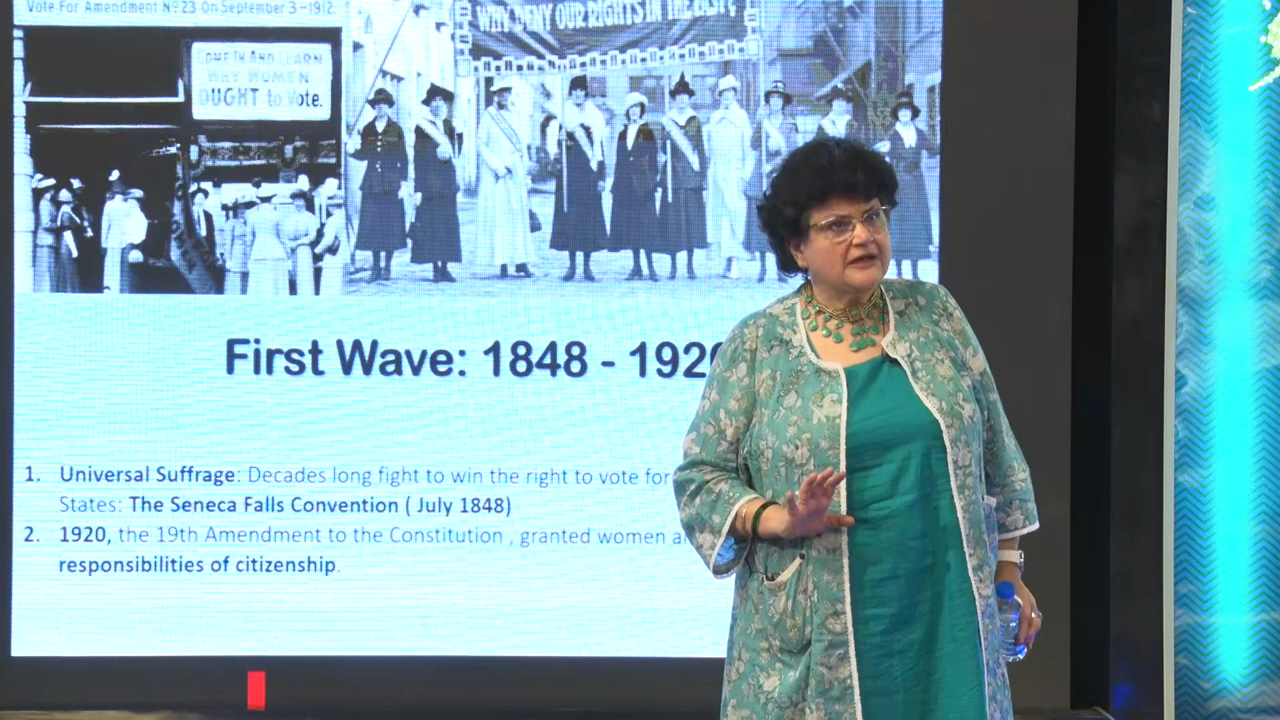 Vote For Amendment Nº 23 On September 3-1912.
WHY DENY OUR RIGHTS IN THE
COME IN AND LEARN
WHY WOMEN
OUGHT to Vote.
First Wave: 1848 - 1920
1. Universal Suffrage: Decades long fight to win the right to vote for
States: The Seneca Falls Convention ( July 1848)
2. 1920, the 19th Amendment to the Constitution , granted women
responsibilities of citizenship.